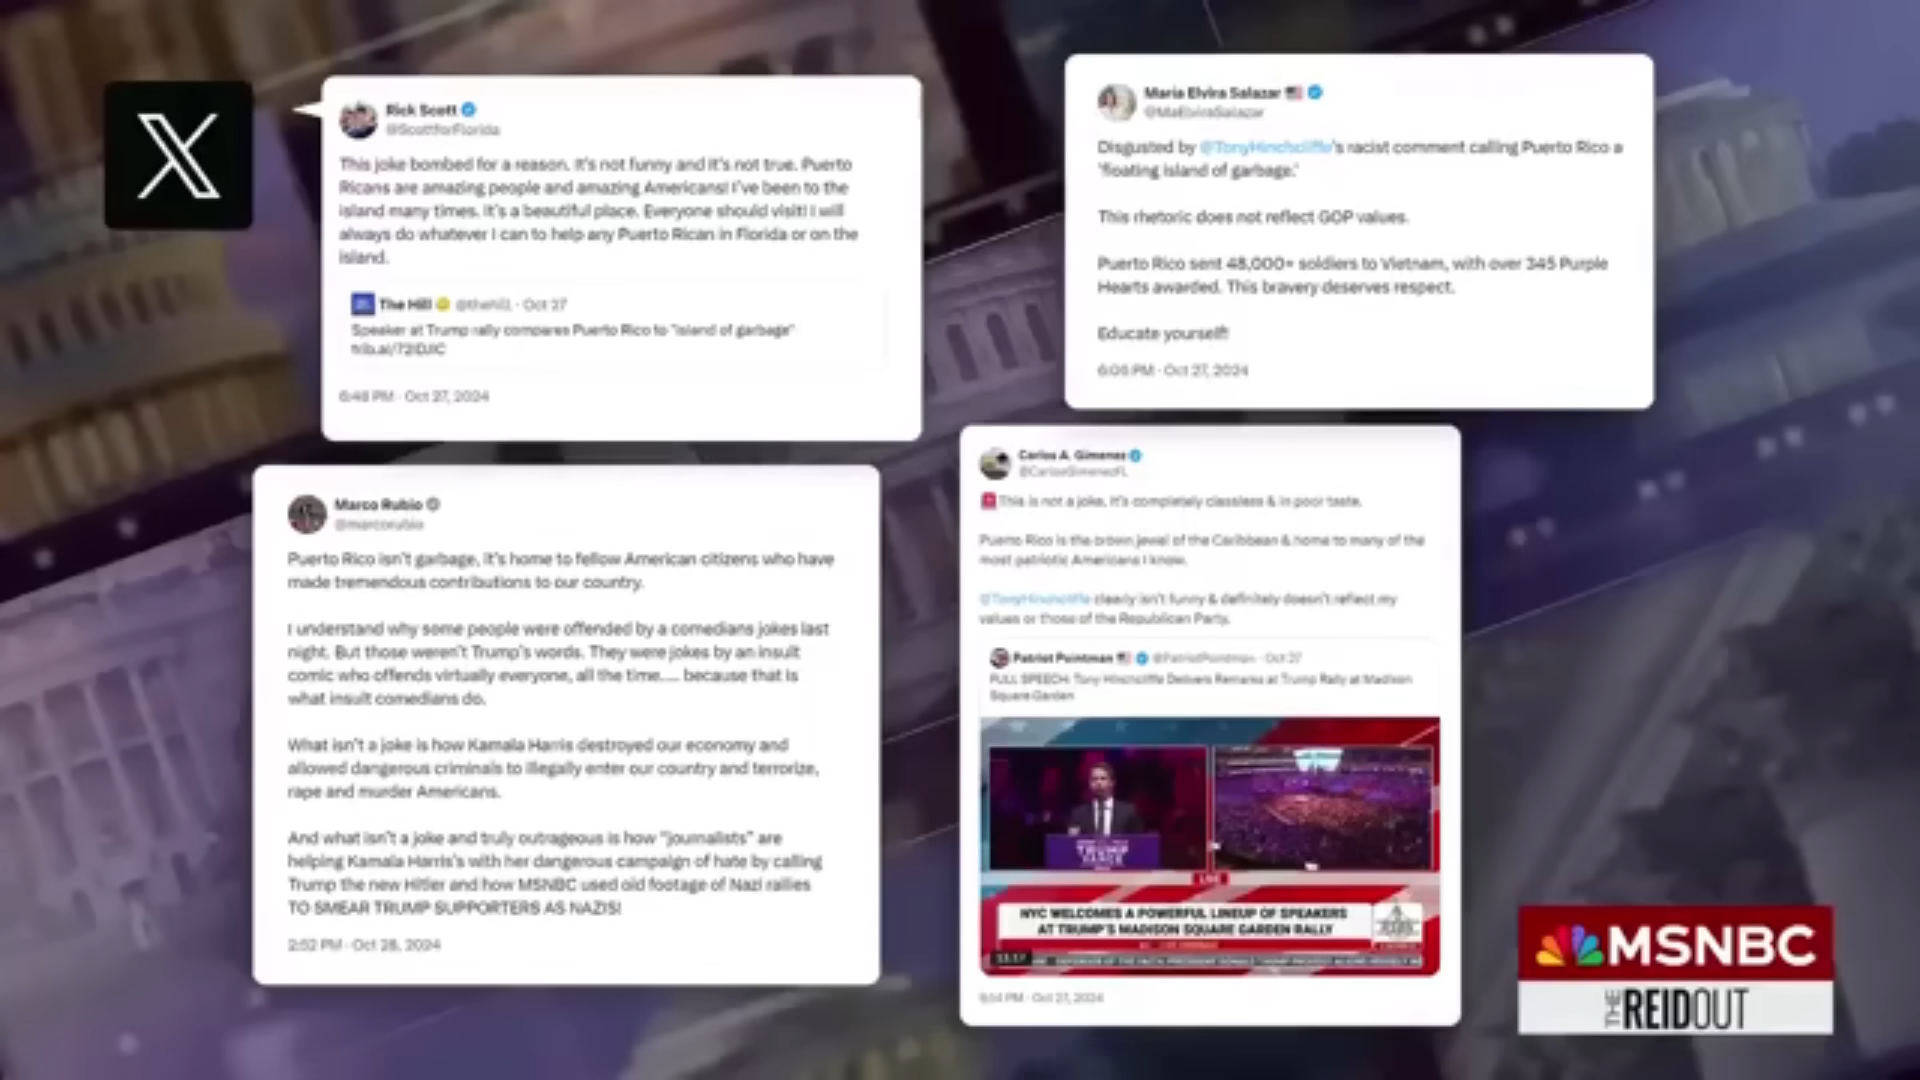 Rick Scott
@ScottforFlorida
This joke bombed for a reason. It's not funny and it's not true. Puerto
Ricans are amazing people and amazing Americans! I've been to the
island many times. It's a beautiful place. Everyone should visit! I will
always do whatever I can to help any Puerto Rican in Florida or on the
island.
The Hill @thehill · Oct 27
Speaker at Trump rally compares Puerto Rico to "island of garbage"
6:48 PM · Oct 27, 2024
Maria Elvira Salazar
@MaElviraSalazar
Disgusted by @TonyHinchcliffe's racist comment calling Puerto Rico a
'floating island of garbage.'
This rhetoric does not reflect GOP values.
Puerto Rico sent 48,000+ soldiers to Vietnam, with over 345 Purple
Hearts awarded. This bravery deserves respect.
Educate yourself!
6:06 PM · Oct 27, 2024
Marco Rubio
@marcorubio
Puerto Rico isn't garbage, it's home to fellow American citizens who have
made tremendous contributions to our country.
I understand why some people were offended by a comedians jokes last
night. But those weren't Trump's words. They were jokes by an insult
comic who offends virtually everyone, all the time.... because that is
what insult comedians do.
What isn't a joke is how Kamala Harris destroyed our economy and
allowed dangerous criminals to illegally enter our country and terrorize,
rape and murder Americans.
And what isn't a joke and truly outrageous is how "journalists" are
helping Kamala Harris's with her dangerous campaign of hate by calling
Trump the new Hitler and how MSNBC used old footage of Nazi rallies
TO SMEAR TRUMP SUPPORTERS AS NAZIS!
2:52 PM · Oct 28, 2024
Carlos A. Gimenez
@CarlosGimenezFL
This is not a joke. It's completely classless & in poor taste.
Puerto Rico is the crown jewel of the Caribbean & home to many of the
most patriotic Americans I know.
@TonyHinchcliffe clearly isn't funny & definitely doesn't reflect my
values or those of the Republican Party.
Patriot Pointman @PatriotPointman · Oct 27
FULL SPEECH: Tony Hinchcliffe Delivers Remarks at Trump Rally at Madison
Square Garden
TRUMP
LIVE
NYC WELCOMES A POWERFUL LINEUP OF SPEAKERS
AT TRUMP'S MADISON SQUARE GARDEN RALLY
6:14 PM · Oct 27, 2024
MSNBC
THE REIDOUT